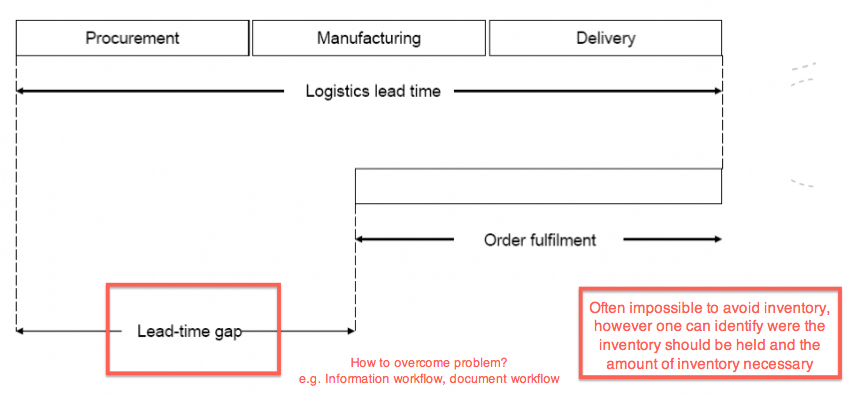 Procurement
Manufacturing
Delivery
Logistics lead time
Order fulfilment
Lead-time gap
Often impossible to avoid inventory,
however one can identify were the
inventory should be held and the
amount of inventory necessary
How to overcome problem?
e.g. Information workflow, document workflow